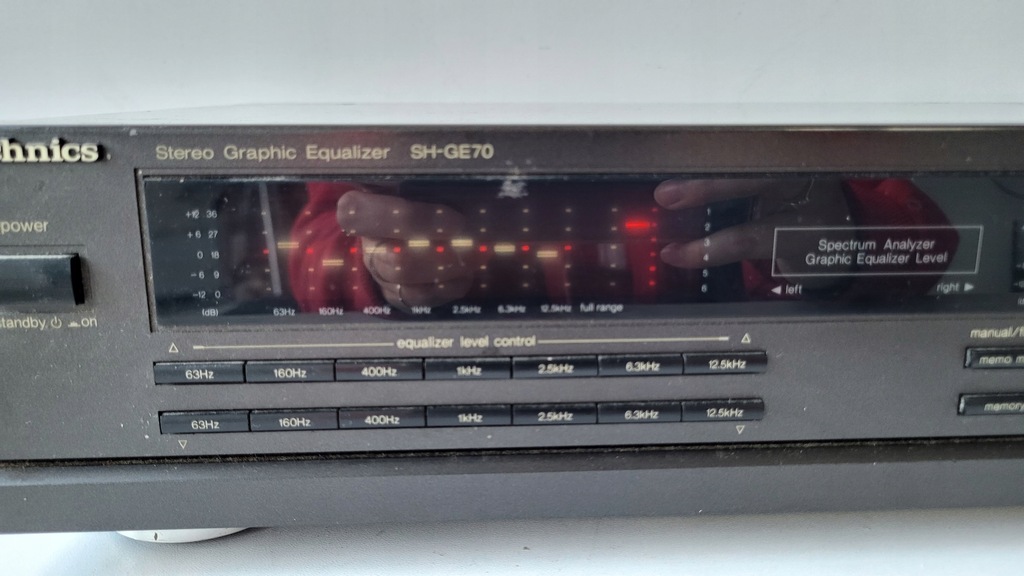 hnics
Stereo Graphic Equalizer SH-GE70
power
standby on
+12 36
+6 27
0 18
-6 9
-12 0
(dB)
63Hz 160Hz 400Hz 1kHz 2.5kHz 6.3kHz 12.5kHz full range
1
2
3
4
5
6
Spectrum Analyzer
Graphic Equalizer Level
◀ left right ▶
equalizer level control
63Hz 160Hz 400Hz 1kHz 2.5kHz 6.3kHz 12.5kHz
63Hz 160Hz 400Hz 1kHz 2.5kHz 6.3kHz 12.5kHz
manual/
memo m
memory